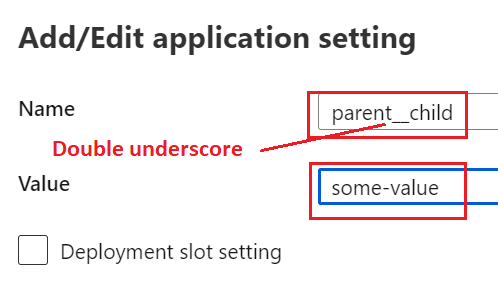 Add/Edit application setting
Name
parent__child
Double underscore
Value
some-value
Deployment slot setting